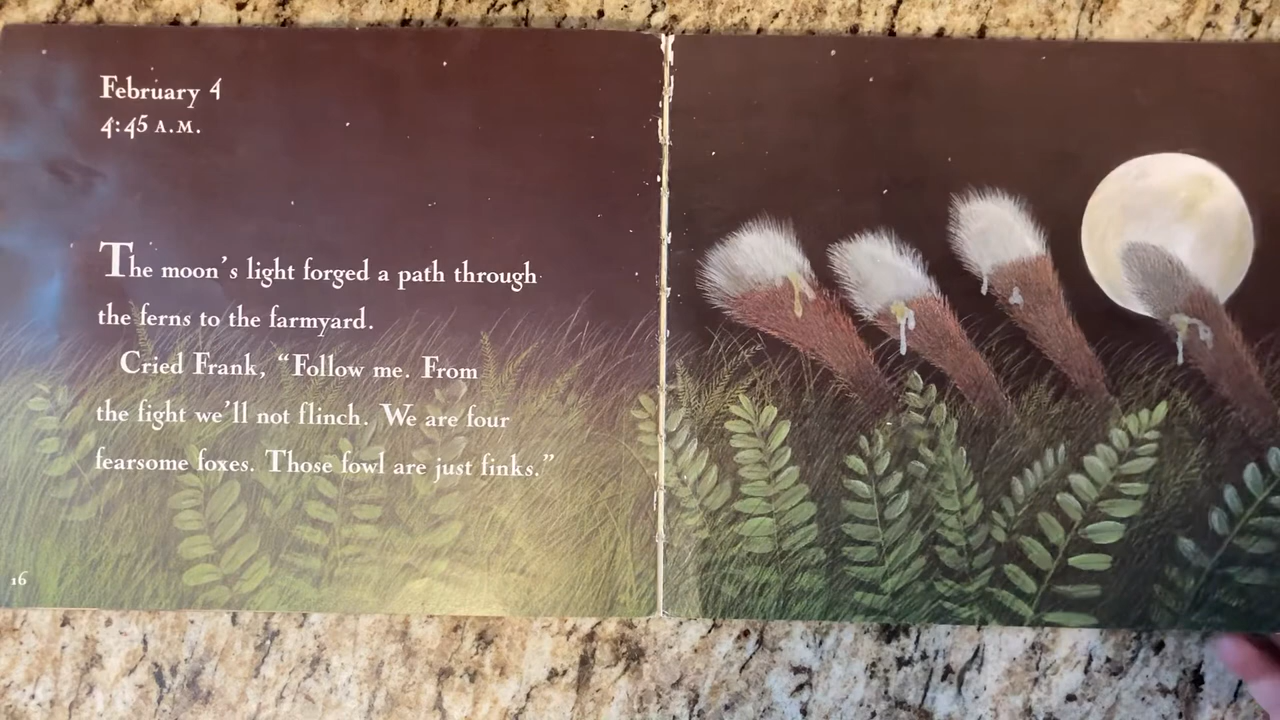 February 4
4:45 A.M.
The moon's light forged a path through
the ferns to the farmyard.
Cried Frank, “Follow me. From
the fight we'll not flinch. We are four
fearsome foxes. Those fowl are just finks.”
16